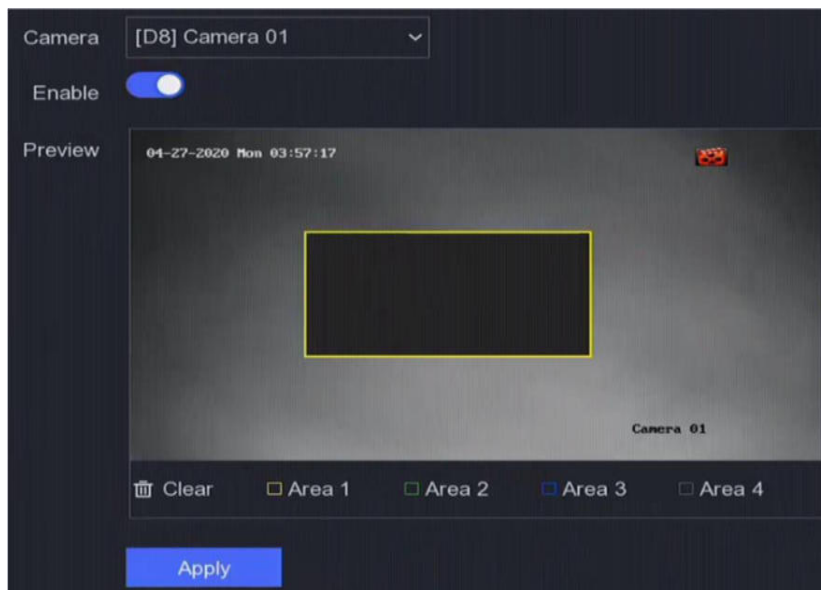 Camera [D8] Camera 01
Enable
Preview
04-27-2020 Mon 03:57:17
Camera 01
Clear Area 1 Area 2 Area 3 Area 4
Apply